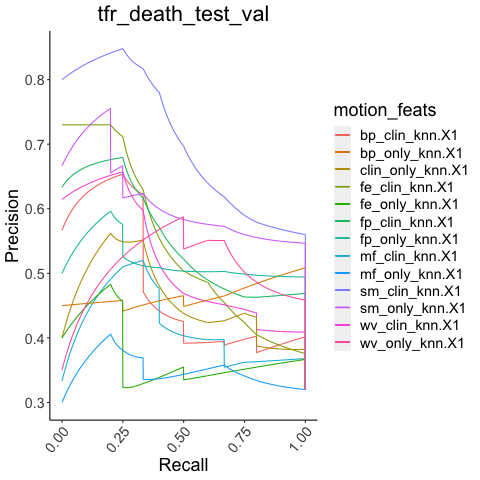 tfr_death_test_val
Precision
0.8
0.7
0.6
0.5
0.4
0.3
0.00
0.25
0.50
0.75
1.00
Recall
motion_feats
bp_clin_knn.X1
bp_only_knn.X1
clin_only_knn.X1
fe_clin_knn.X1
fe_only_knn.X1
fp_clin_knn.X1
fp_only_knn.X1
mf_clin_knn.X1
mf_only_knn.X1
sm_clin_knn.X1
sm_only_knn.X1
wv_clin_knn.X1
wv_only_knn.X1